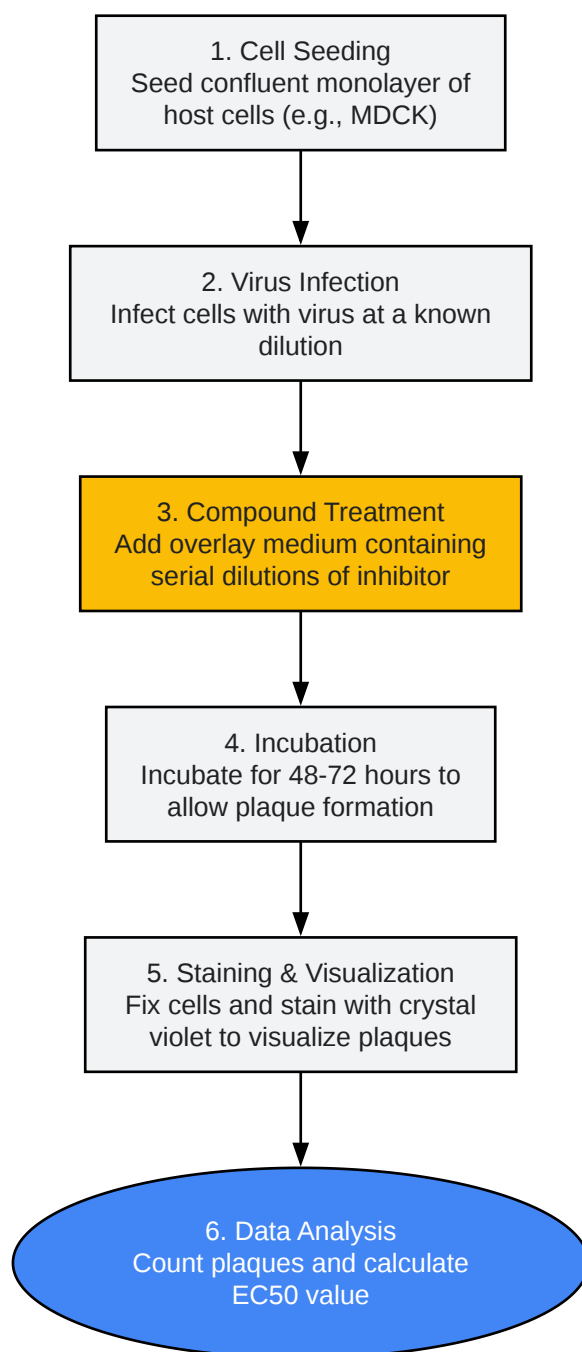 1. Cell Seeding
Seed confluent monolayer of
host cells (e.g., MDCK)
2. Virus Infection
Infect cells with virus at a known
dilution
3. Compound Treatment
Add overlay medium containing
serial dilutions of inhibitor
4. Incubation
Incubate for 48-72 hours to
allow plaque formation
5. Staining & Visualization
Fix cells and stain with crystal
violet to visualize plaques
6. Data Analysis
Count plaques and calculate
EC50 value